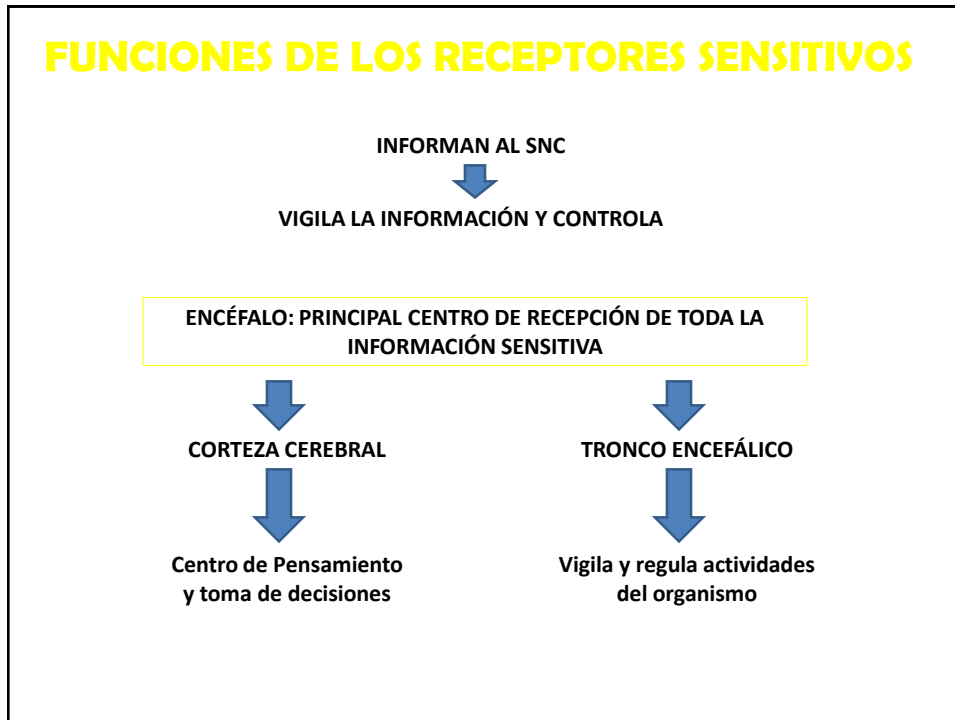 FUNCIONES DE LOS RECEPTORES SENSITIVOS
INFORMAN AL SNC
VIGILA LA INFORMACIÓN Y CONTROLA
ENCÉFALO: PRINCIPAL CENTRO DE RECEPCIÓN DE TODA LA
INFORMACIÓN SENSITIVA
CORTEZA CEREBRAL
TRONCO ENCEFÁLICO
Centro de Pensamiento
y toma de decisiones
Vigila y regula actividades
del organismo